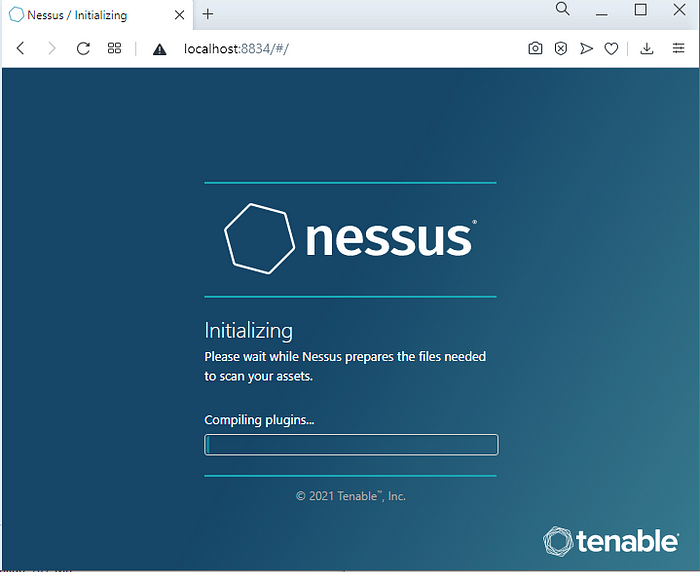 Nessus / Initializing
localhost:8834/#/
nessus®
Initializing
Please wait while Nessus prepares the files needed
to scan your assets.
Compiling plugins...
© 2021 Tenable™, Inc.
tenable®